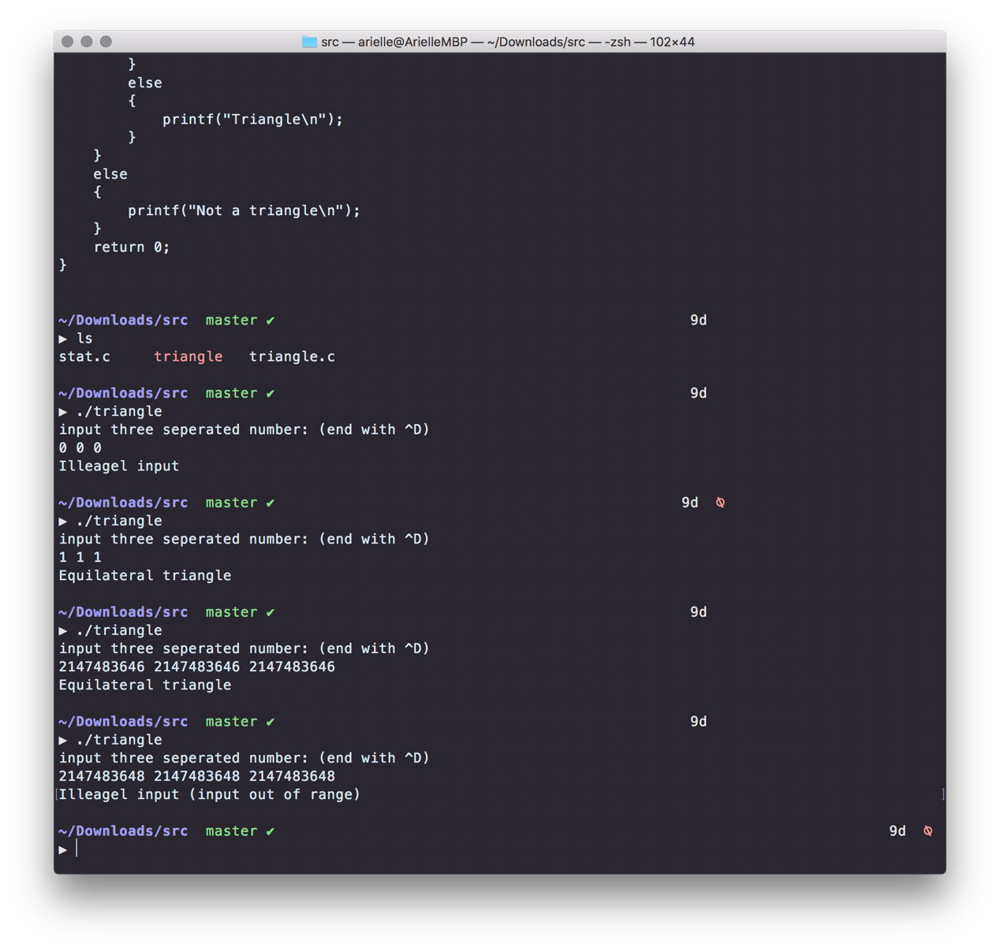 src — arielle@ArielleMBP — ~/Downloads/src — -zsh — 102×44
        }
        else
        {
            printf("Triangle\n");
        }
    }
    else
    {
        printf("Not a triangle\n");
    }
    return 0;
}
~/Downloads/src  master ✔ 9d
▶ ls
stat.c     triangle   triangle.c
~/Downloads/src  master ✔ 9d
▶ ./triangle
input three seperated number: (end with ^D)
0 0 0
Illeagel input
~/Downloads/src  master ✔ 9d
▶ ./triangle
input three seperated number: (end with ^D)
1 1 1
Equilateral triangle
~/Downloads/src  master ✔ 9d
▶ ./triangle
input three seperated number: (end with ^D)
2147483646 2147483646 2147483646
Equilateral triangle
~/Downloads/src  master ✔ 9d
▶ ./triangle
input three seperated number: (end with ^D)
2147483648 2147483648 2147483648
[Illeagel input (input out of range) ]
~/Downloads/src  master ✔ 9d
▶